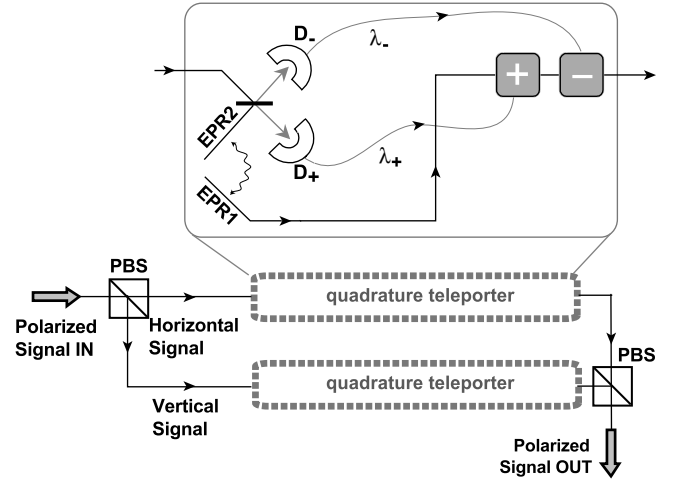 D-
λ-
EPR2
+
−
λ+
D+
EPR1
PBS
quadrature teleporter
Polarized
Signal IN
Horizontal
Signal
PBS
quadrature teleporter
Vertical
Signal
Polarized
Signal OUT